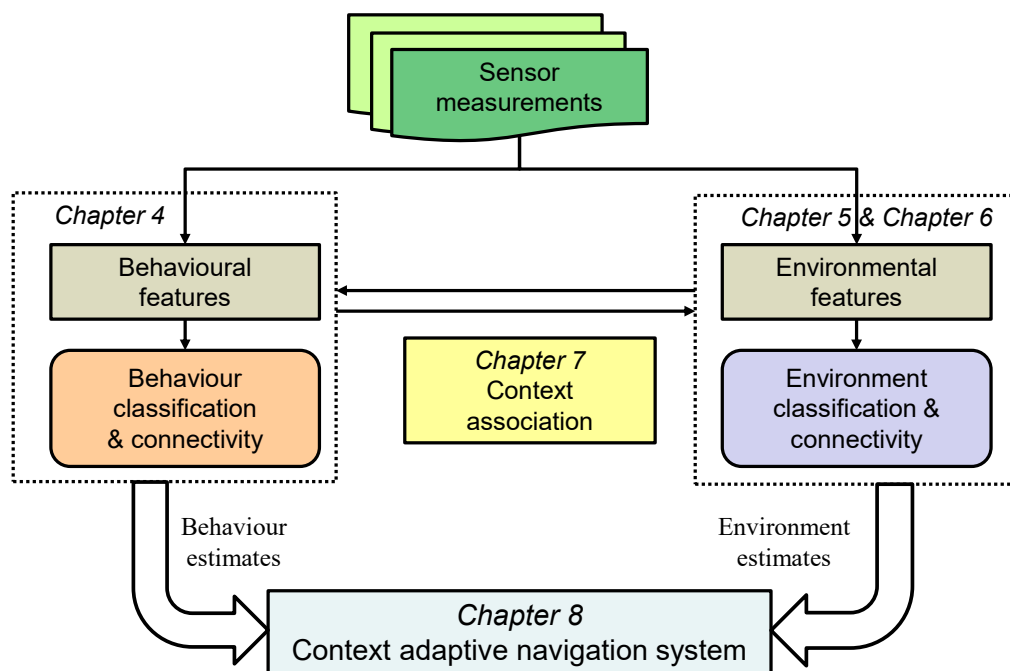 Sensor
measurements
Chapter 4
Behavioural
features
Behaviour
classification
& connectivity
Chapter 5 & Chapter 6
Environmental
features
Environment
classification &
connectivity
Chapter 7
Context
association
Behaviour
estimates
Environment
estimates
Chapter 8
Context adaptive navigation system